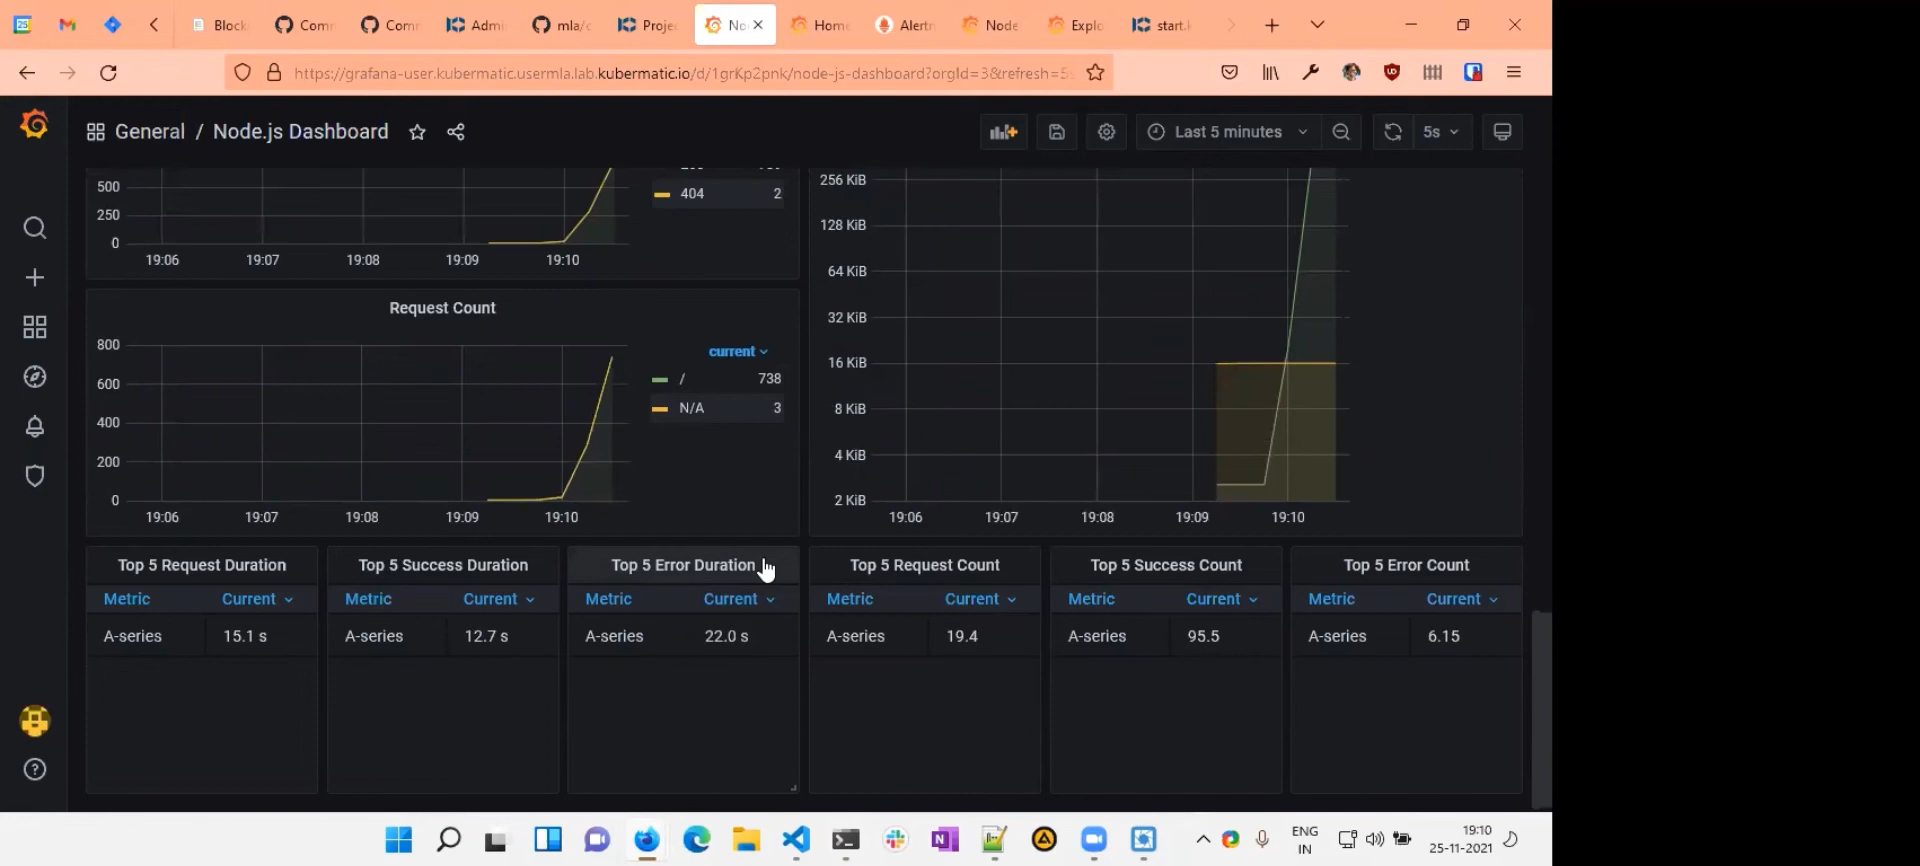 Block
Comm
Comm
Admi
mla/c
Proje
No
Home
Alertm
Node
Explo
start.k
https://grafana-user.kubermatic.usermla.lab.kubermatic.io/d/1grKp2pnk/node-js-dashboard?orgId=3&refresh=5s
General / Node.js Dashboard
Last 5 minutes
5s
500
250
0
19:06 19:07 19:08 19:09 19:10
404 2
256 KiB
128 KiB
64 KiB
32 KiB
16 KiB
8 KiB
4 KiB
2 KiB
19:06 19:07 19:08 19:09 19:10
Request Count
800
600
400
200
0
19:06 19:07 19:08 19:09 19:10
current
/ 738
N/A 3
Top 5 Request Duration
Metric Current
A-series 15.1 s
Top 5 Success Duration
Metric Current
A-series 12.7 s
Top 5 Error Duration
Metric Current
A-series 22.0 s
Top 5 Request Count
Metric Current
A-series 19.4
Top 5 Success Count
Metric Current
A-series 95.5
Top 5 Error Count
Metric Current
A-series 6.15
ENG
IN
19:10
25-11-2021